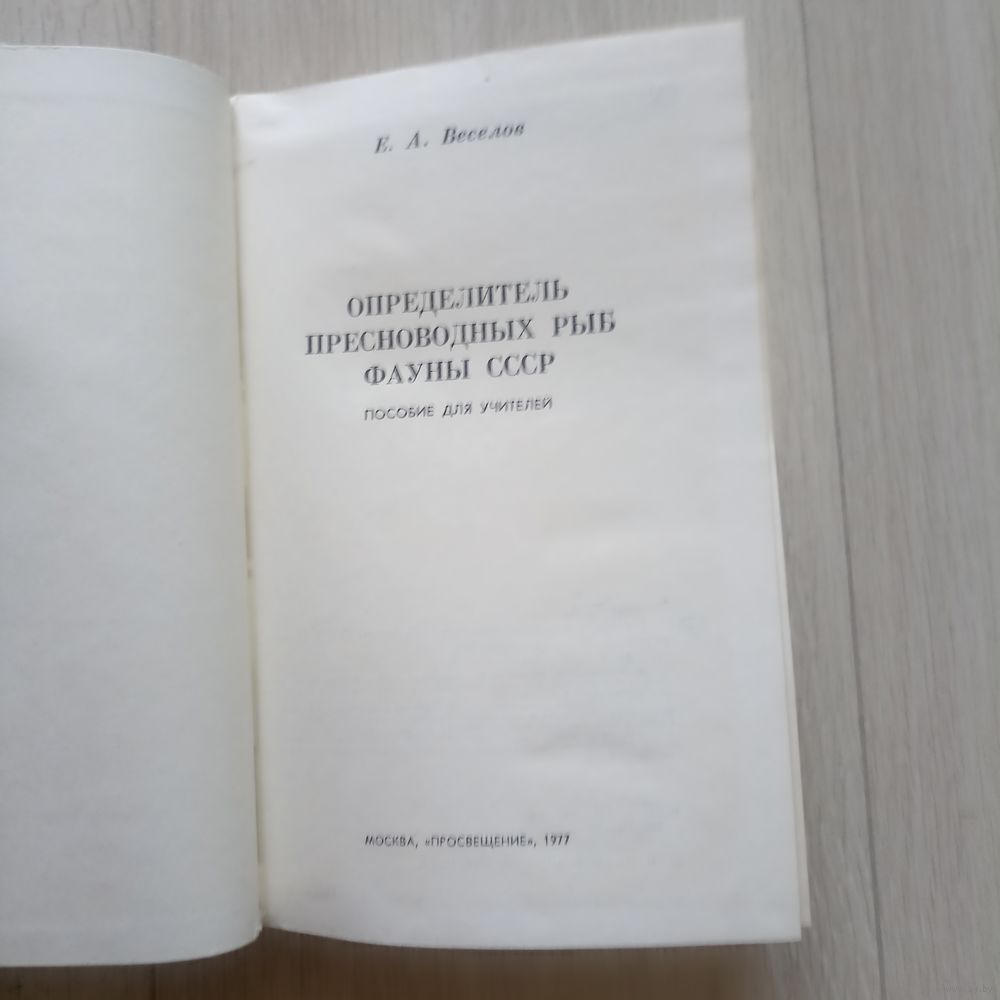 Е. А. Веселов
ОПРЕДЕЛИТЕЛЬ
ПРЕСНОВОДНЫХ РЫБ
ФАУНЫ СССР
ПОСОБИЕ ДЛЯ УЧИТЕЛЕЙ
МОСКВА, «ПРОСВЕЩЕНИЕ», 1977